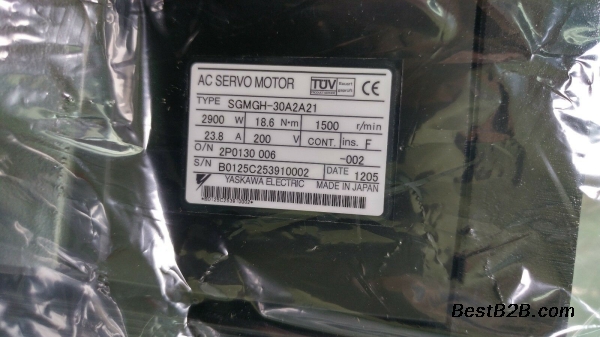 AC SERVO MOTOR TÜV CE
TYPE SGMGH-30A2A21
2900 W 18.6 N·m 1500 r/min
23.8 A 200 V CONT. ins. F
O/N 2P0130 006 -002
S/N B0125C253910002 DATE 1205
YASKAWA ELECTRIC MADE IN JAPAN
BestB2B.com